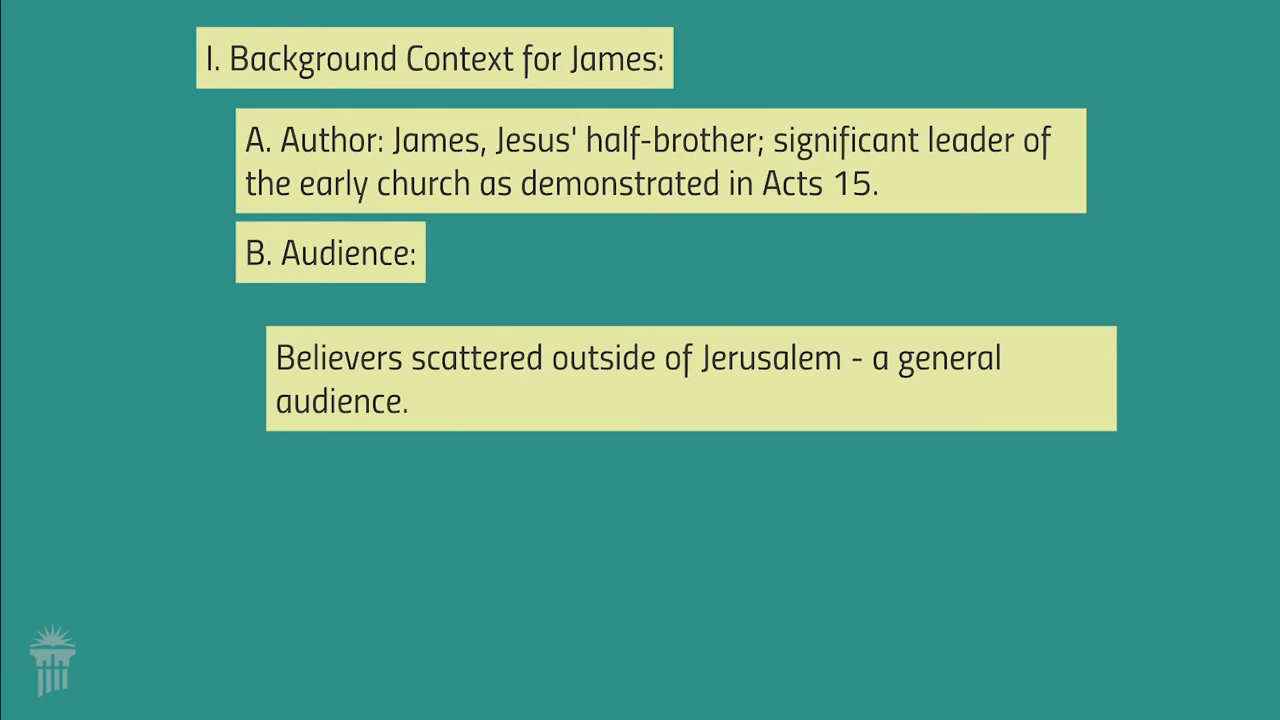 I. Background Context for James:
A. Author: James, Jesus' half-brother; significant leader of
the early church as demonstrated in Acts 15.
B. Audience:
Believers scattered outside of Jerusalem - a general
audience.